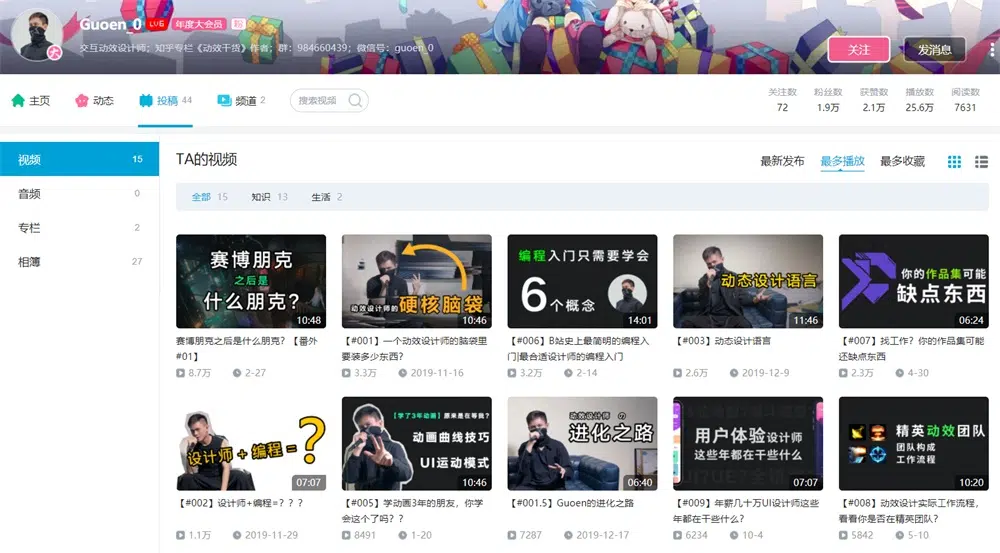 Guoen_0 LV6 年度大会员
交互动效设计师；知乎专栏《动效干货》作者；群：984660439；微信号：guoen_0
关注 发消息
主页 动态 投稿 44 频道 2 搜索视频
关注数 粉丝数 获赞数 播放数 阅读数
72 1.9万 2.1万 25.6万 7631
视频 15
音频 0
专栏 2
相簿 27
TA的视频
最新发布 最多播放 最多收藏
全部 15 知识 13 生活 2
赛博朋克
之后是
什么朋克?
10:48
赛博朋克之后是什么朋克？【番外
#01】
8.7万 2-27
动效设计师的硬核脑袋
10:46
【#001】一个动效设计师的脑袋里
要装多少东西？
3.3万 2019-11-16
编程入门只需要学会
6个概念
14:01
【#006】B站史上最简明的编程入
门|最合适设计师的编程入门
3.2万 2-14
动态设计语言
11:46
【#003】动态设计语言
2.6万 2019-12-9
你的作品集可能
缺点东西
06:24
【#007】找工作？你的作品集可能
还缺点东西
2.3万 4-30
设计师+编程=?
07:07
【#002】设计师+编程=？？？
1.1万 2019-11-29
【学了3年动画】原来是在等我?
动画曲线技巧
UI运动模式
10:46
【#005】学动画3年的朋友，你学
会这个了吗？？
8491 1-20
动效设计师 の
进化之路
06:40
【#001.5】Guoen的进化之路
7287 2019-12-17
用户体验设计师
这些年都在干些什么
07:07
【#009】年薪几十万UI设计师这些
年都在干些什么？
6234 10-4
精英动效团队
团队构成
工作流程
10:20
【#008】动效设计实际工作流程，
看看你是否在精英团队？
5842 5-10